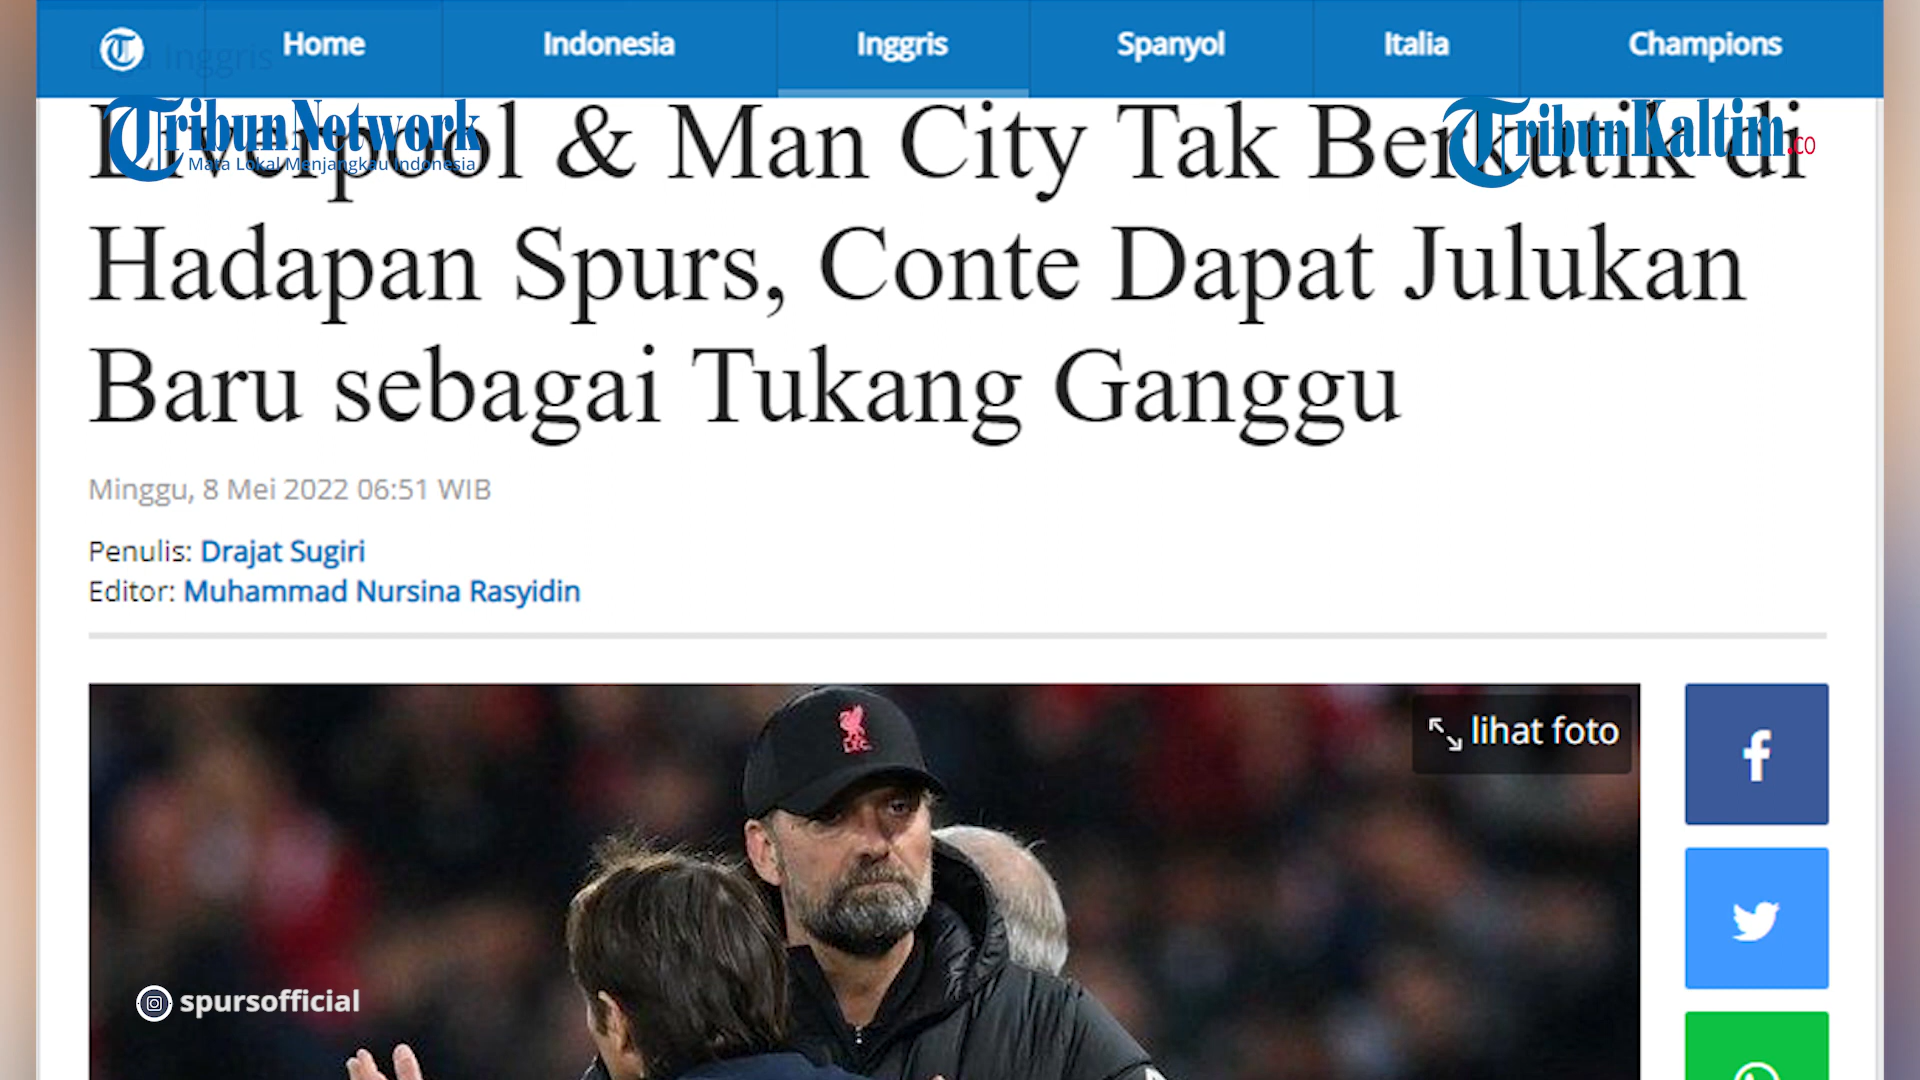 Home Indonesia Inggris Spanyol Italia Champions
Liga Inggris
TribunNetwork
Mata Lokal Menjangkau Indonesia
TribunKaltim.co
Liverpool & Man City Tak Berkutik di
Hadapan Spurs, Conte Dapat Julukan
Baru sebagai Tukang Ganggu
Minggu, 8 Mei 2022 06:51 WIB
Penulis: Drajat Sugiri
Editor: Muhammad Nursina Rasyidin
lihat foto
L.F.C.
spursofficial